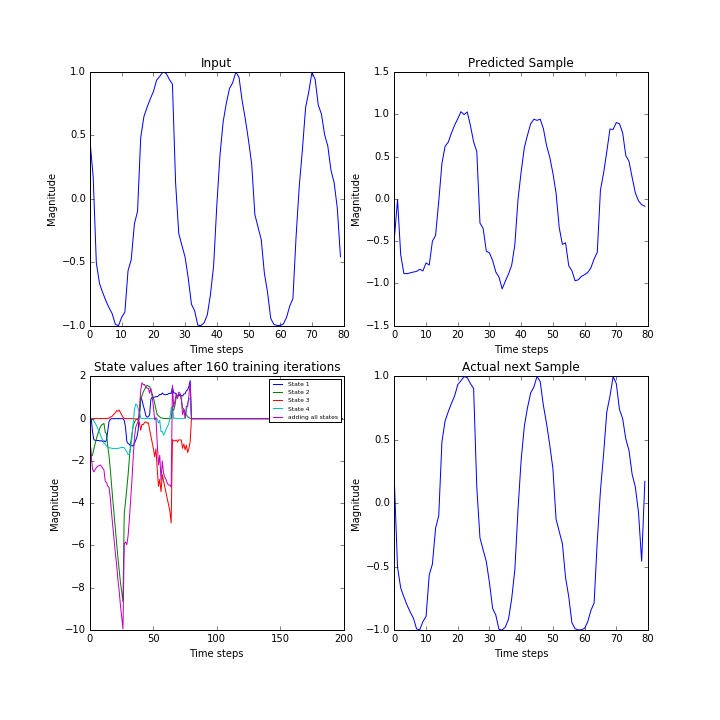 Input
Predicted Sample
1.0
0.5
0.0
−0.5
−1.0
Magnitude
0 10 20 30 40 50 60 70 80
Time steps
1.5
1.0
0.5
0.0
−0.5
−1.0
−1.5
Magnitude
0 10 20 30 40 50 60 70 80
Time steps
State values after 160 training iterations
Actual next Sample
2
0
−2
−4
−6
−8
−10
Magnitude
State 1
State 2
State 3
State 4
adding all states
0 50 100 150 200
Time steps
1.0
0.5
0.0
−0.5
−1.0
Magnitude
0 10 20 30 40 50 60 70 80
Time steps